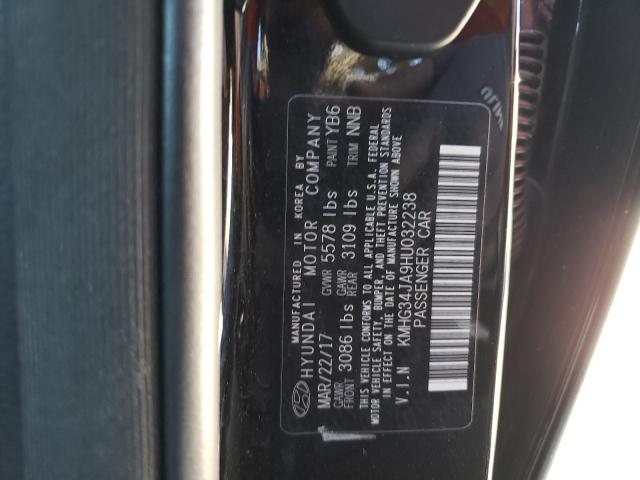 MANUFACTURED IN KOREA BY
HYUNDAI MOTOR COMPANY
MAR/22/17 GVWR 5578 lbs PAINT YB6
GAWR FRONT 3086 lbs GAWR REAR 3109 lbs TRIM NNB
THIS VEHICLE CONFORMS TO ALL APPLICABLE U.S.A. FEDERAL
MOTOR VEHICLE SAFETY, BUMPER, AND THEFT PREVENTION STANDARDS
IN EFFECT ON THE DATE OF MANUFACTURE SHOWN ABOVE
V.I.N KMHG34JA9HU032238
PASSENGER CAR